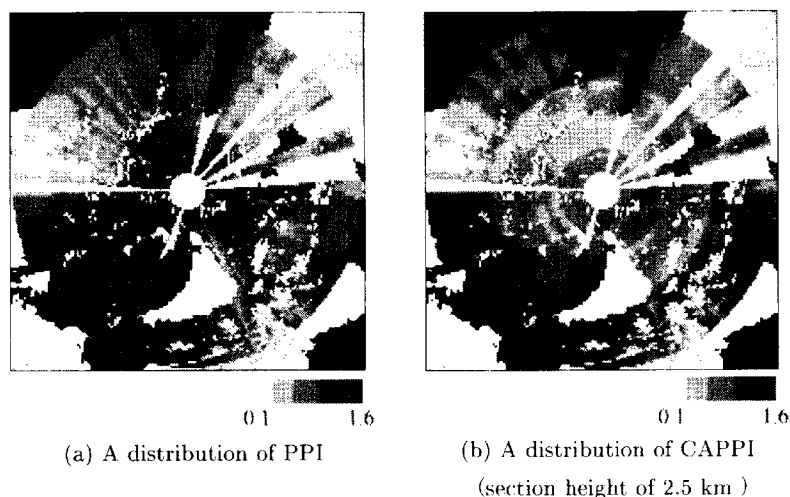 0.1 1.6
(a) A distribution of PPI
0.1 1.6
(b) A distribution of CAPPI
(section height of 2.5 km )